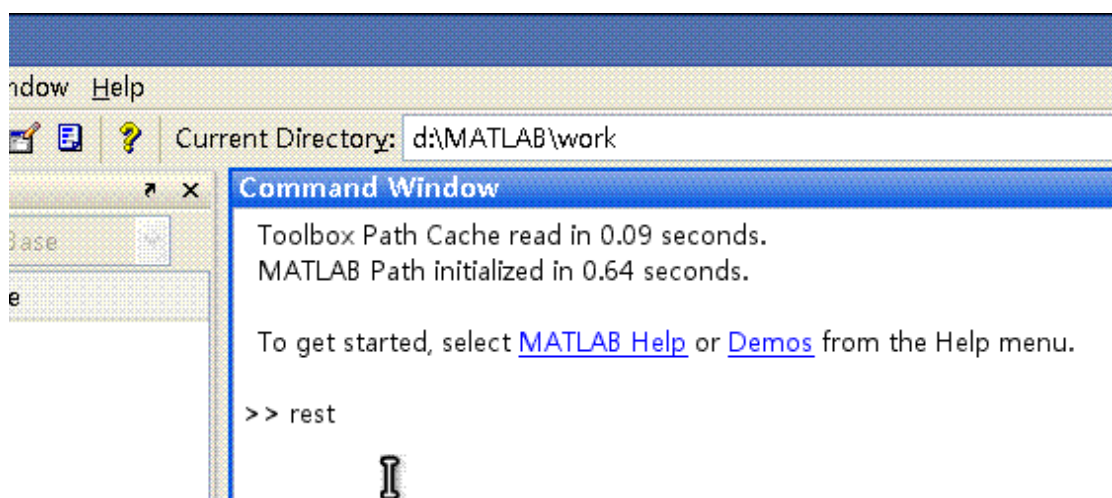 ndow Help
Current Directory: d:\MATLAB\work
Command Window
Base
e
Toolbox Path Cache read in 0.09 seconds.
MATLAB Path initialized in 0.64 seconds.
To get started, select MATLAB Help or Demos from the Help menu.
>> rest